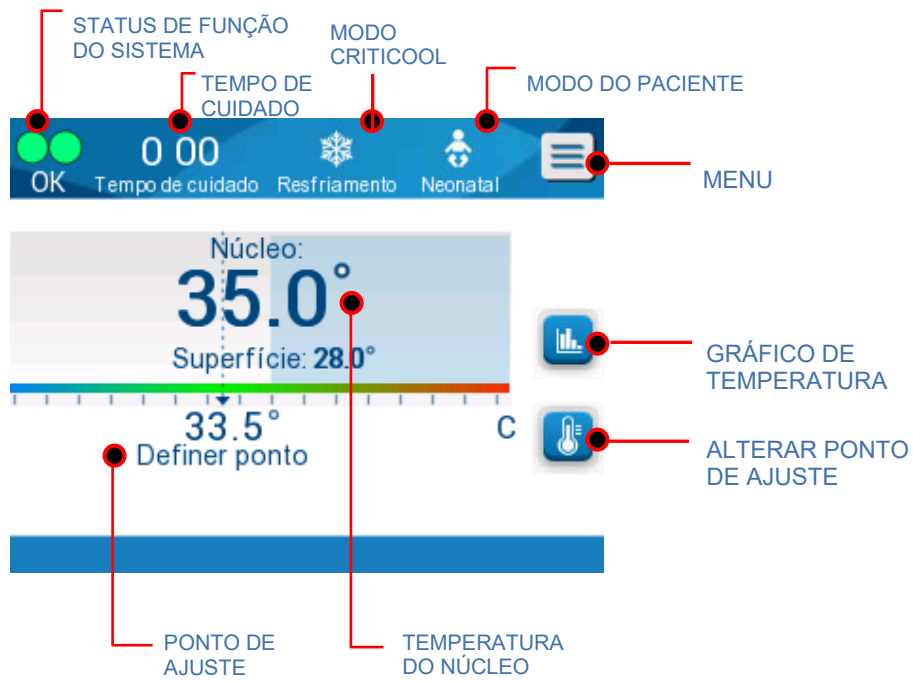 STATUS DE FUNÇÃO
DO SISTEMA
MODO
CRITICOOL
TEMPO DE
CUIDADO
MODO DO PACIENTE
OK
0 00
Tempo de cuidado
Resfriamento
Neonatal
MENU
Núcleo:
35.0°
Superfície: 28.0°
33.5°
C
Definer ponto
GRÁFICO DE
TEMPERATURA
ALTERAR PONTO
DE AJUSTE
PONTO DE
AJUSTE
TEMPERATURA
DO NÚCLEO